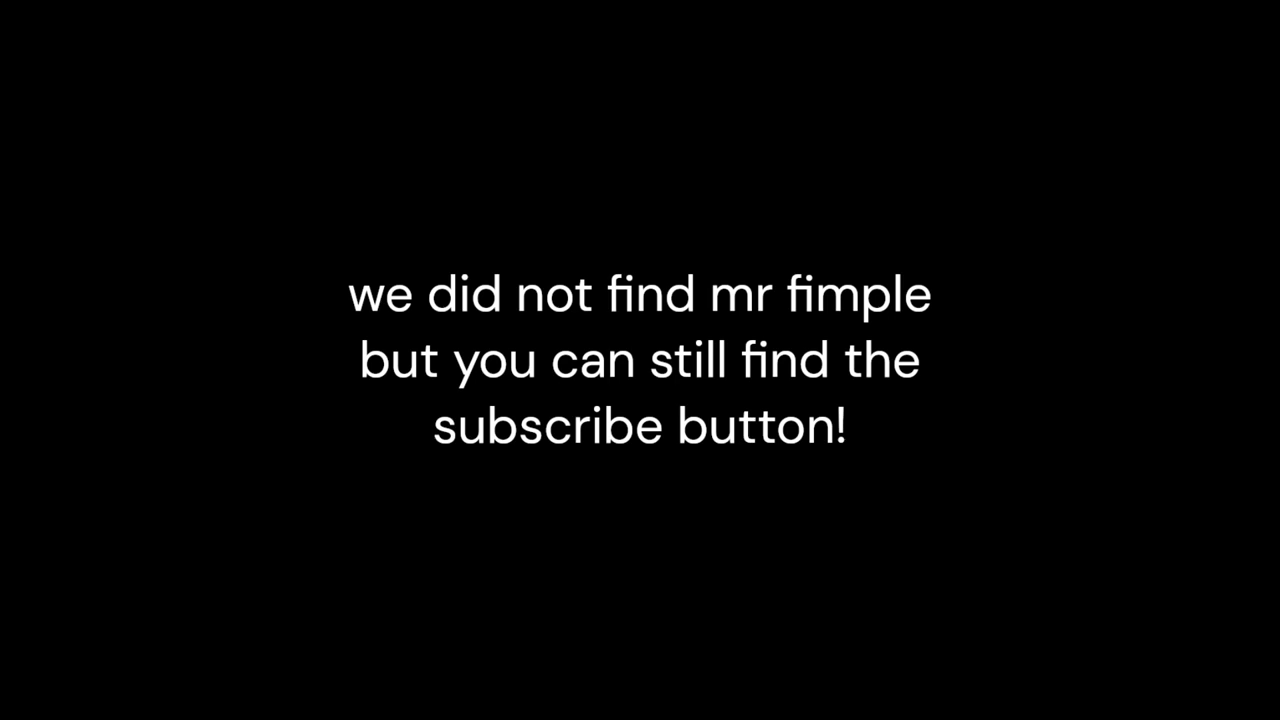 we did not find mr fimple
but you can still find the
subscribe button!